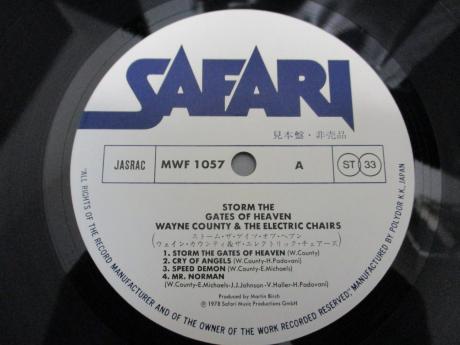 SAFARI
見本盤・非売品
JASRAC MWF 1057 A ST 33
STORM THE
GATES OF HEAVEN
WAYNE COUNTY & THE ELECTRIC CHAIRS
ストーム・ザ・ゲイツ・オブ・ヘブン
(ウェイン・カウンティ&ザ・エレクトリック・チェアーズ)
1. STORM THE GATES OF HEAVEN (W.County)
2. CRY OF ANGELS (W.County-H.Padovani)
3. SPEED DEMON (W.County-E.Michaels)
4. MR. NORMAN
(W.County-E.Michaels-J.J.Johnson-V.Haller-H.Padovani)
Produced by Martin Birch
℗ 1978 Safari Music Productions GmbH
"ALL RIGHTS OF THE RECORD MANUFACTURER AND OF THE OWNER OF THE WORK RECORDED RESERVED," MANUFACTURED BY POLYDOR K.K., JAPAN